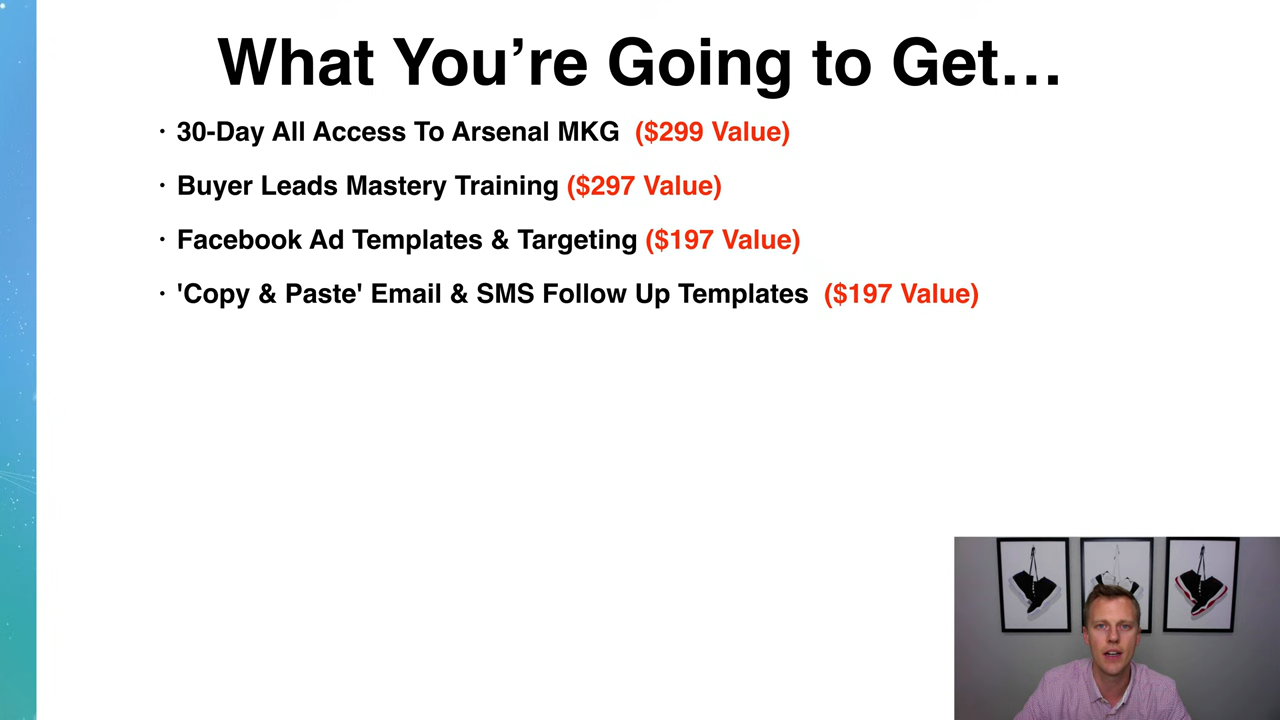 What You’re Going to Get…
· 30-Day All Access To Arsenal MKG ($299 Value)
· Buyer Leads Mastery Training ($297 Value)
· Facebook Ad Templates & Targeting ($197 Value)
· 'Copy & Paste' Email & SMS Follow Up Templates ($197 Value)